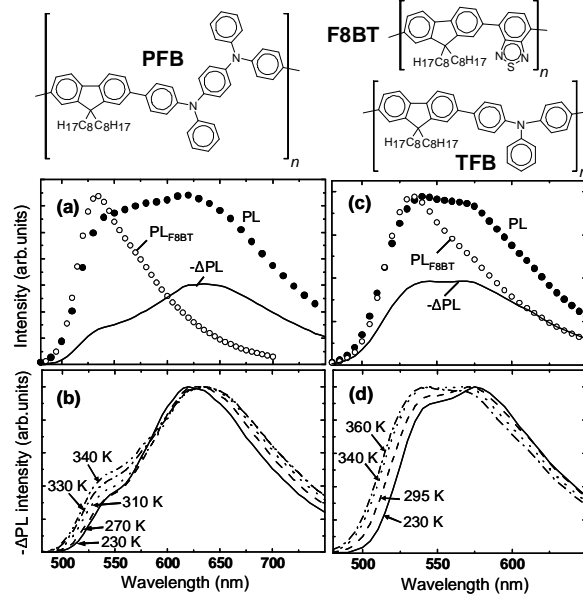 PFB
F8BT
TFB
N
N
H17C8C8H17
n
H17C8C8H17
N
N
S
n
H17C8C8H17
N
n
(a)
PL
PLF8BT
-ΔPL
Intensity (arb.units)
(c)
PL
PLF8BT
-ΔPL
(b)
340 K
330 K
310 K
270 K
230 K
-ΔPL intensity (arb.units)
500 550 600 650 700
Wavelength (nm)
(d)
360 K
340 K
295 K
230 K
500 550 600
Wavelength (nm)